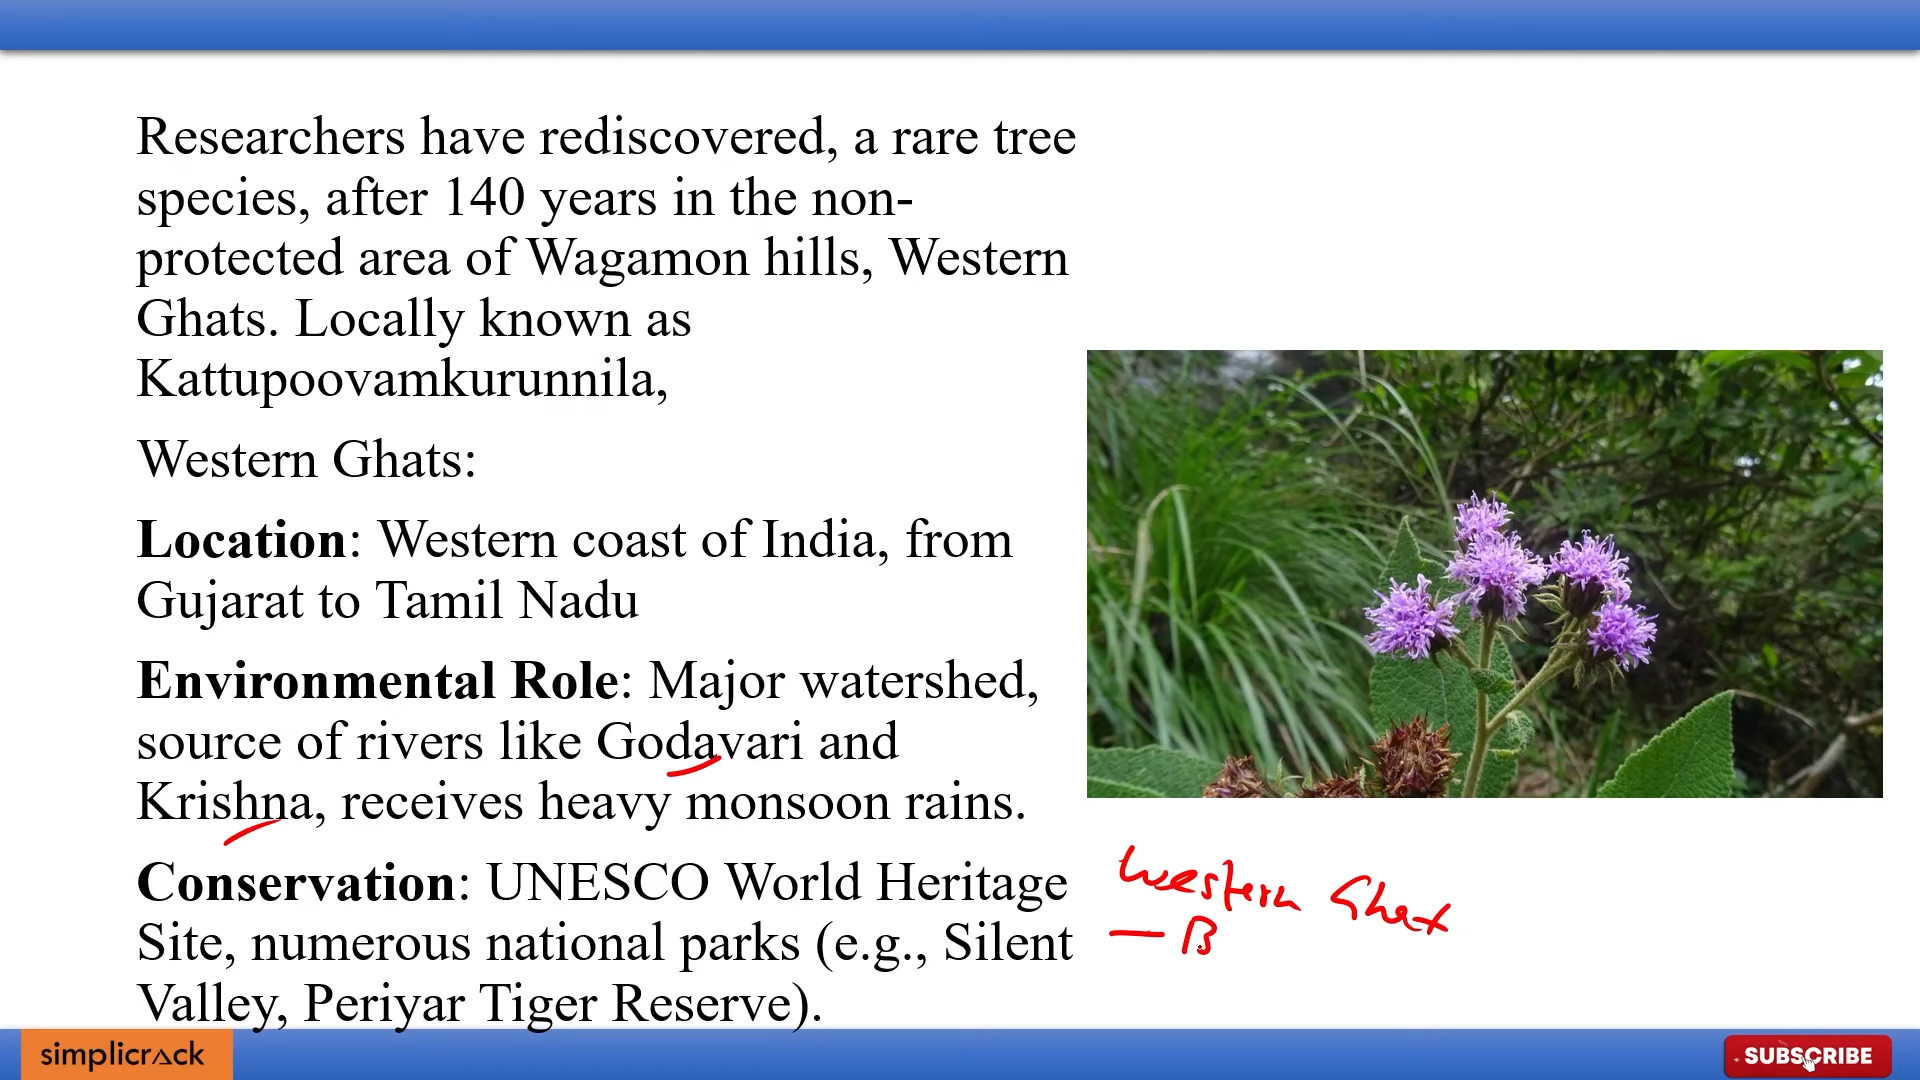 Researchers have rediscovered, a rare tree
species, after 140 years in the non-
protected area of Wagamon hills, Western
Ghats. Locally known as
Kattupoovamkurunnila,
Western Ghats:
Location: Western coast of India, from
Gujarat to Tamil Nadu
Environmental Role: Major watershed,
source of rivers like Godavari and
Krishna, receives heavy monsoon rains.
Conservation: UNESCO World Heritage
Site, numerous national parks (e.g., Silent
Valley, Periyar Tiger Reserve).
Western Ghat
— B
simplicrack
SUBSCRIBE